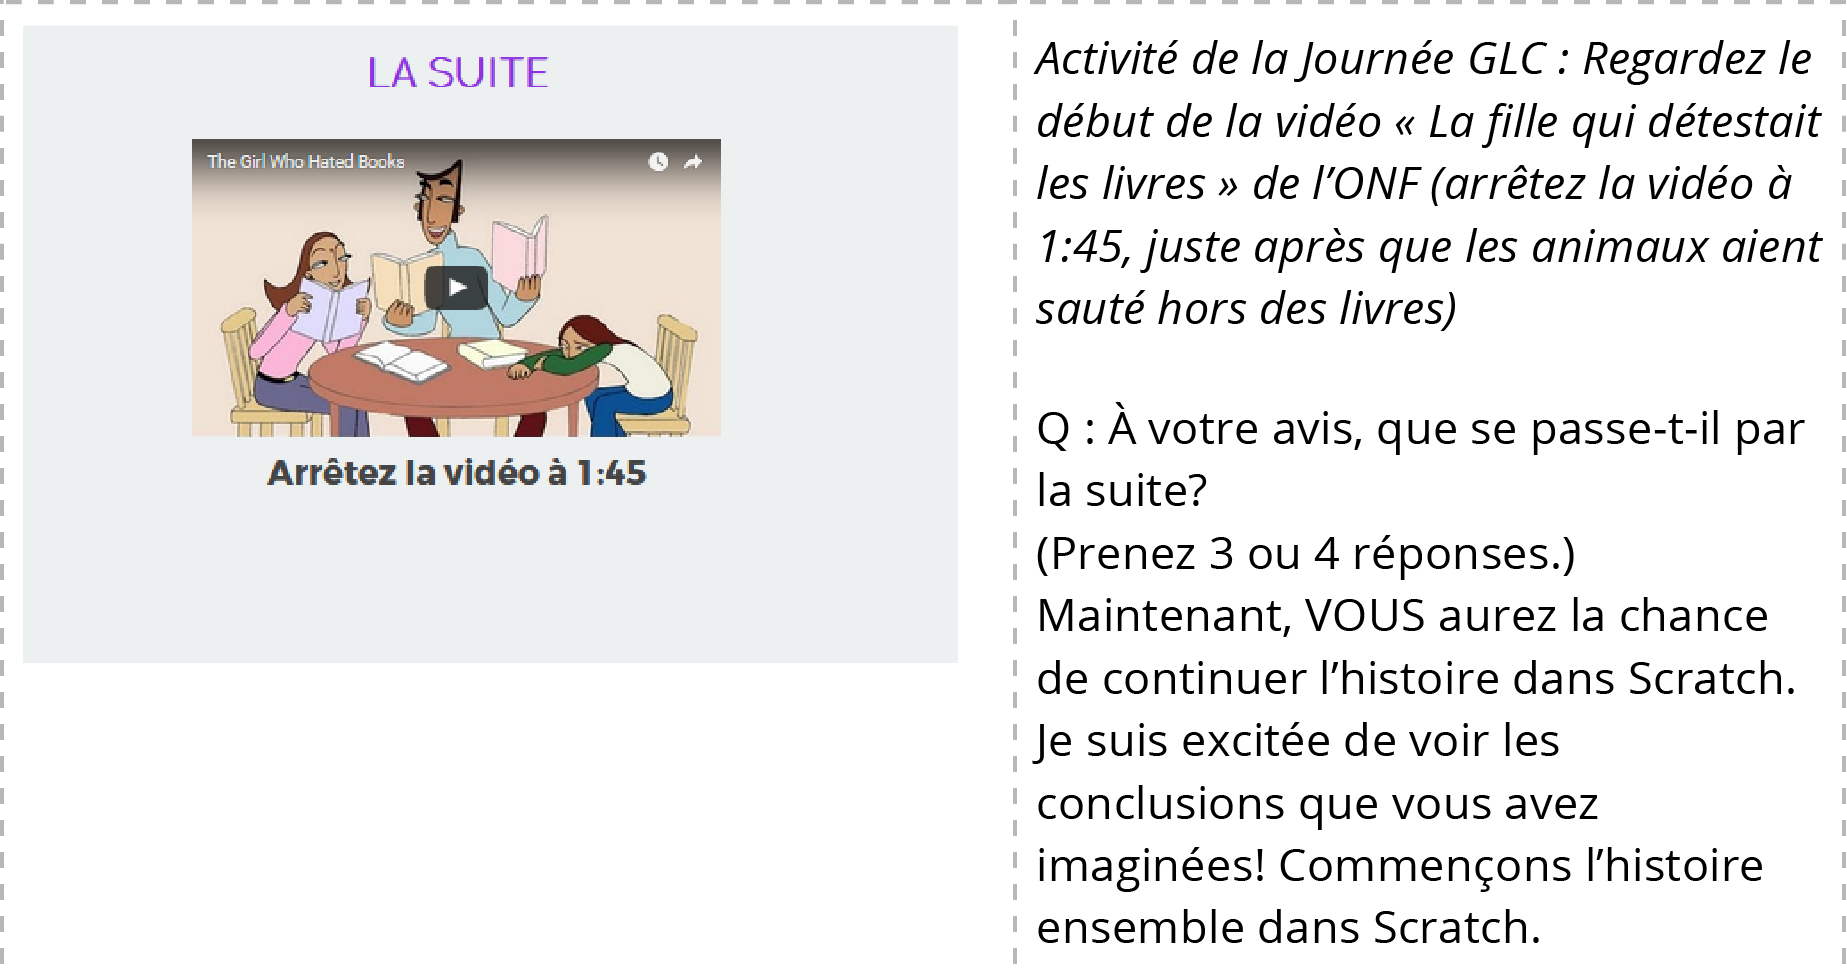 LA SUITE
The Girl Who Hated Books
Arrêtez la vidéo à 1:45
Activité de la Journée GLC : Regardez le
début de la vidéo « La fille qui détestait
les livres » de l’ONF (arrêtez la vidéo à
1:45, juste après que les animaux aient
sauté hors des livres)
Q : À votre avis, que se passe-t-il par
la suite?
(Prenez 3 ou 4 réponses.)
Maintenant, VOUS aurez la chance
de continuer l’histoire dans Scratch.
Je suis excitée de voir les
conclusions que vous avez
imaginées! Commençons l’histoire
ensemble dans Scratch.